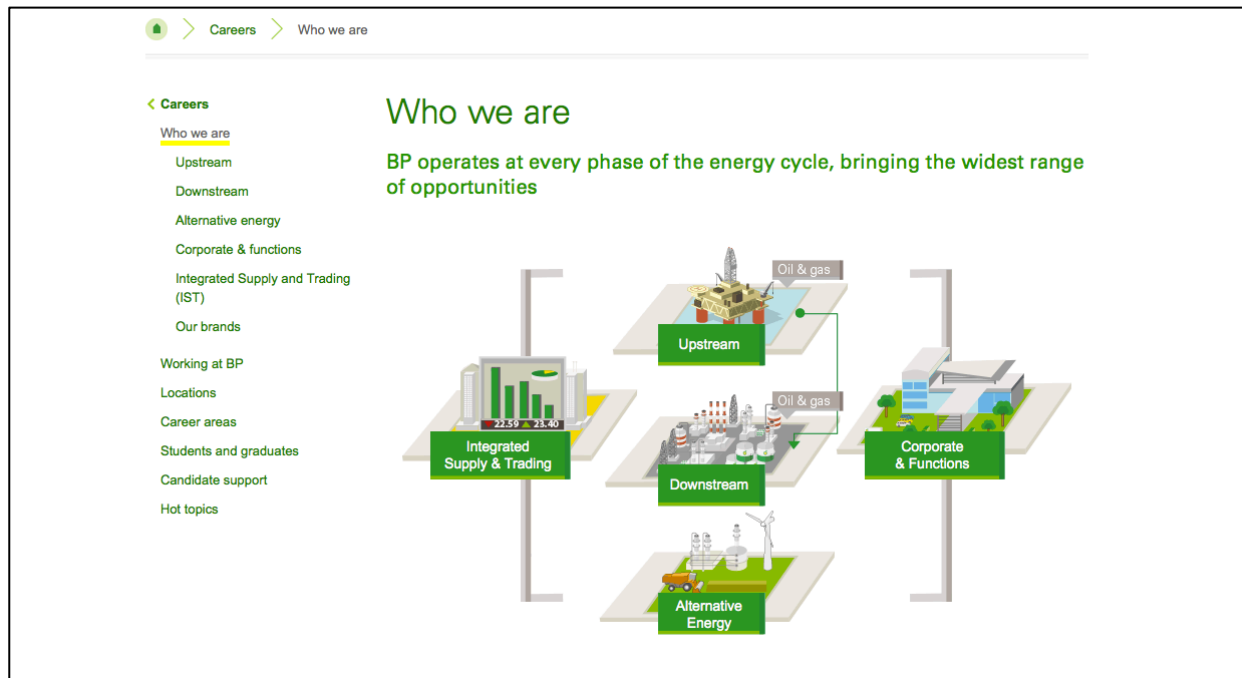 Careers
Who we are
Careers
Who we are
Upstream
Downstream
Alternative energy
Corporate & functions
Integrated Supply and Trading
(IST)
Our brands
Working at BP
Locations
Career areas
Students and graduates
Candidate support
Hot topics
Who we are
BP operates at every phase of the energy cycle, bringing the widest range
of opportunities
Oil & gas
Upstream
Oil & gas
22.59 23.40
Integrated
Supply & Trading
Downstream
Corporate
& Functions
Alternative
Energy